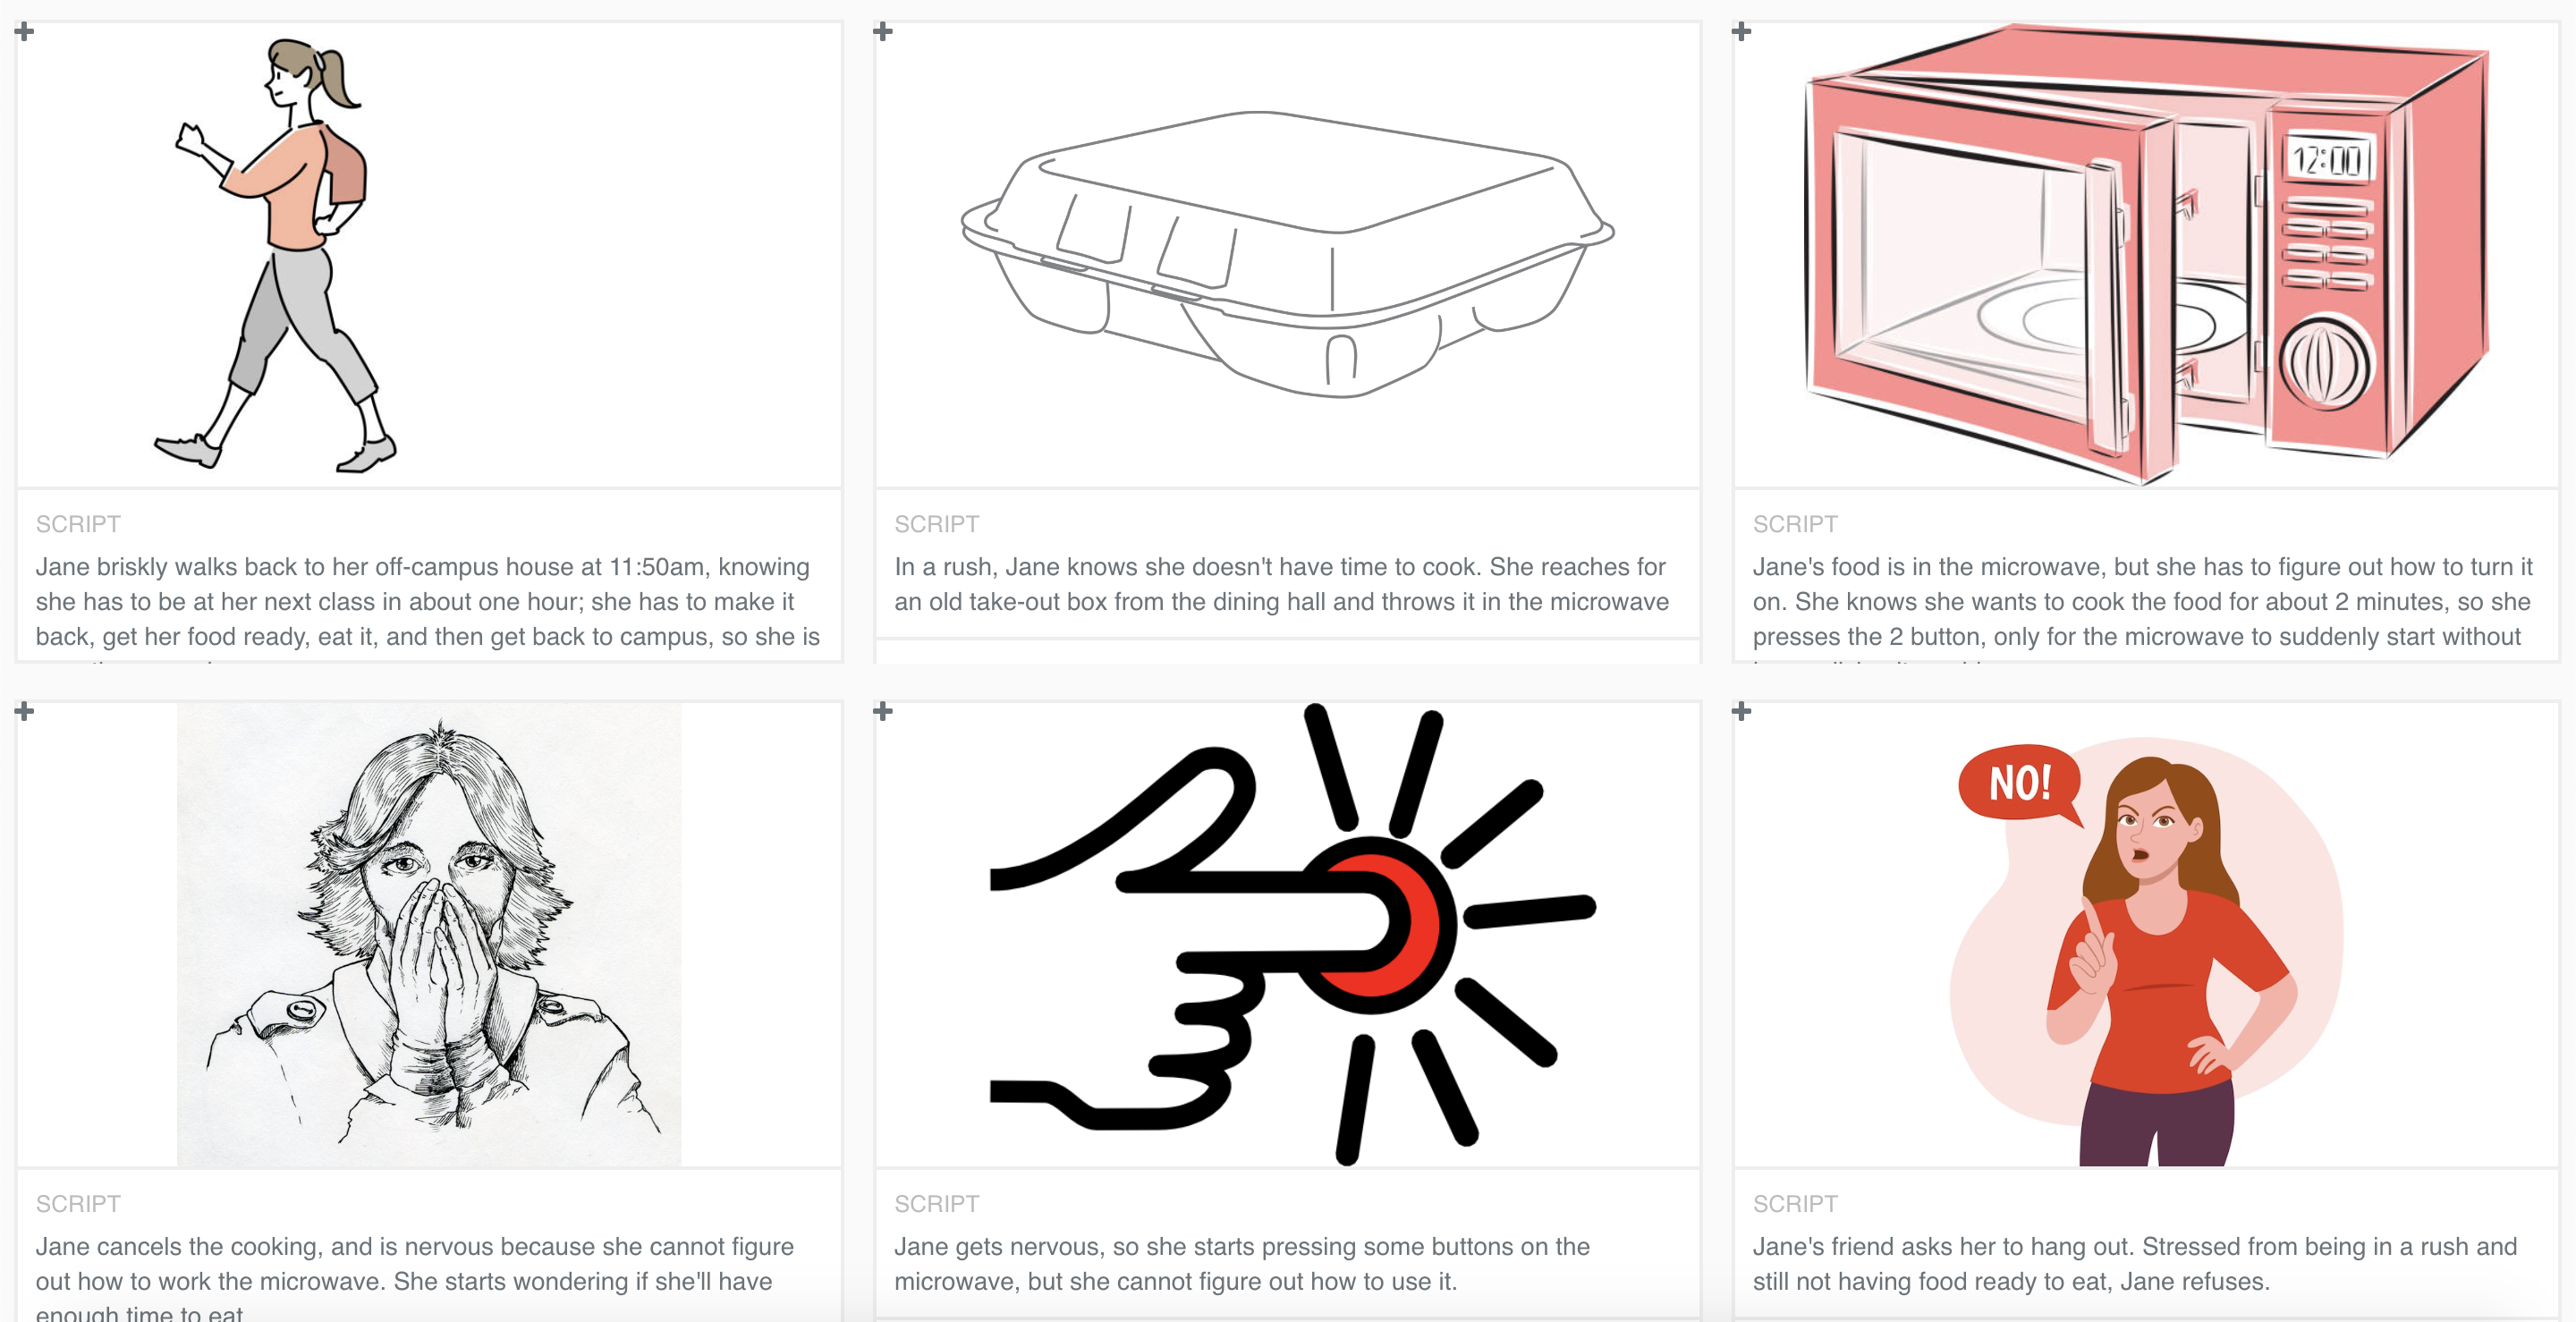 12:00
SCRIPT
Jane briskly walks back to her off-campus house at 11:50am, knowing
she has to be at her next class in about one hour; she has to make it
back, get her food ready, eat it, and then get back to campus, so she is
SCRIPT
In a rush, Jane knows she doesn't have time to cook. She reaches for
an old take-out box from the dining hall and throws it in the microwave
SCRIPT
Jane's food is in the microwave, but she has to figure out how to turn it
on. She knows she wants to cook the food for about 2 minutes, so she
presses the 2 button, only for the microwave to suddenly start without
NO!
SCRIPT
Jane cancels the cooking, and is nervous because she cannot figure
out how to work the microwave. She starts wondering if she'll have
enough time to eat
SCRIPT
Jane gets nervous, so she starts pressing some buttons on the
microwave, but she cannot figure out how to use it.
SCRIPT
Jane's friend asks her to hang out. Stressed from being in a rush and
still not having food ready to eat, Jane refuses.